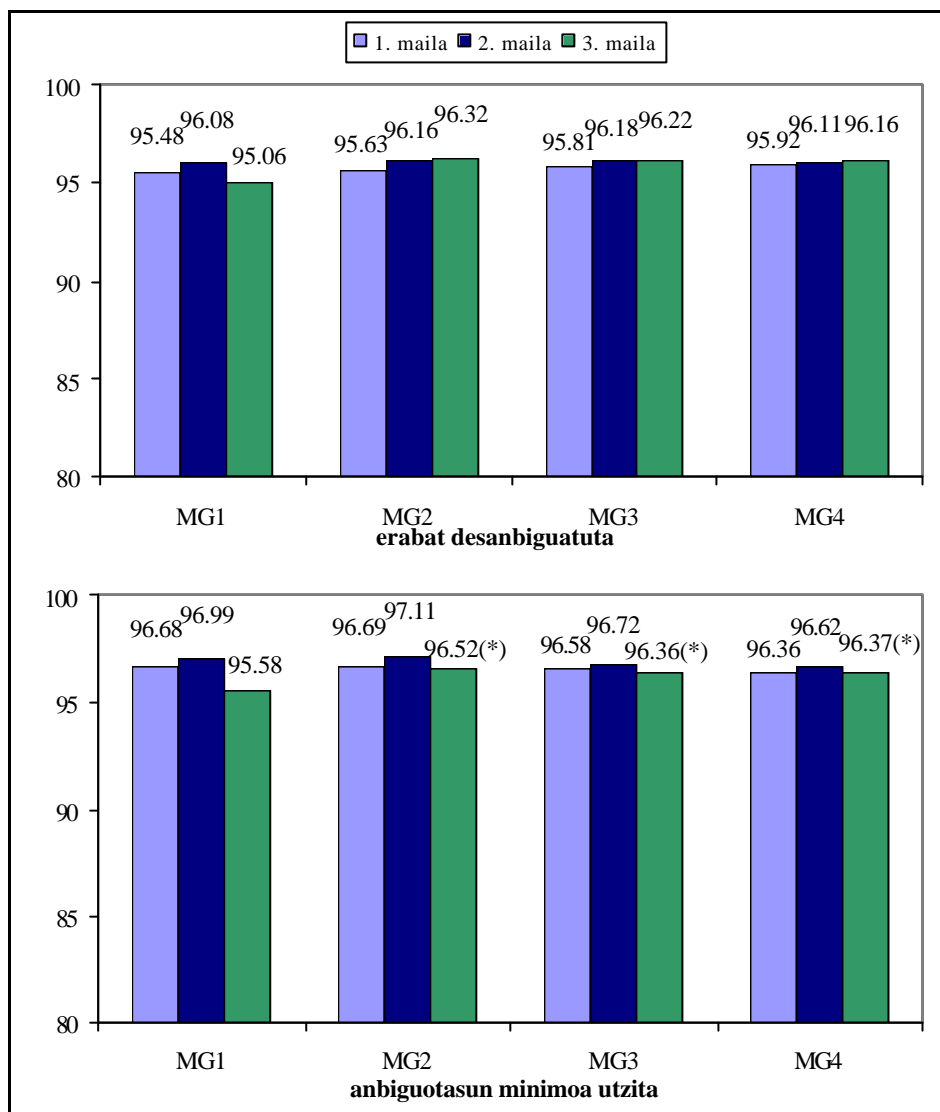 1. maila 2. maila 3. maila
100
95.48 96.08 95.06 95.63 96.16 96.32 95.81 96.18 96.22 95.92 96.11 96.16
95
90
85
80
MG1 MG2 MG3 MG4
erabat desanbiguatuta
100
96.68 96.99 95.58 96.69 97.11 96.52(*) 96.58 96.72 96.36(*) 96.36 96.62 96.37(*)
95
90
85
80
MG1 MG2 MG3 MG4
anbiguotasun minimoa utzita